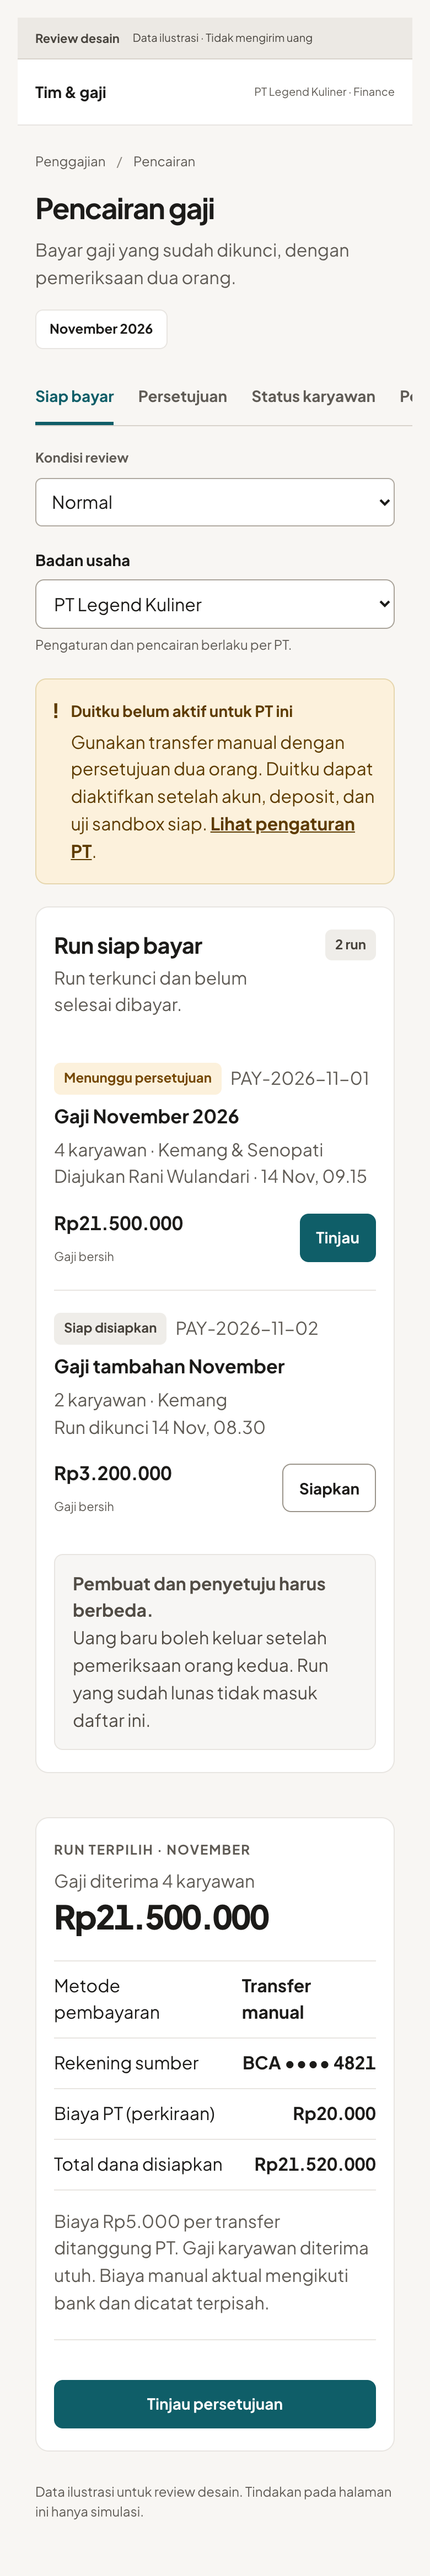 Review desain Data ilustrasi · Tidak mengirim uang
Tim & gaji PT Legend Kuliner · Finance
Penggajian / Pencairan
Pencairan gaji
Bayar gaji yang sudah dikunci, dengan
pemeriksaan dua orang.
November 2026
Siap bayar Persetujuan Status karyawan
Kondisi review
Normal
Badan usaha
PT Legend Kuliner
Pengaturan dan pencairan berlaku per PT.
! Duitku belum aktif untuk PT ini
Gunakan transfer manual dengan
persetujuan dua orang. Duitku dapat
diaktifkan setelah akun, deposit, dan
uji sandbox siap. Lihat pengaturan
PT.
Run siap bayar 2 run
Run terkunci dan belum
selesai dibayar.
Menunggu persetujuan PAY-2026-11-01
Gaji November 2026
4 karyawan · Kemang & Senopati
Diajukan Rani Wulandari · 14 Nov, 09.15
Rp21.500.000
Gaji bersih
Tinjau
Siap disiapkan PAY-2026-11-02
Gaji tambahan November
2 karyawan · Kemang
Run dikunci 14 Nov, 08.30
Rp3.200.000
Gaji bersih
Siapkan
Pembuat dan penyetuju harus
berbeda.
Uang baru boleh keluar setelah
pemeriksaan orang kedua. Run
yang sudah lunas tidak masuk
daftar ini.
RUN TERPILIH · NOVEMBER
Gaji diterima 4 karyawan
Rp21.500.000
Metode pembayaran Transfer manual
Rekening sumber BCA •••• 4821
Biaya PT (perkiraan) Rp20.000
Total dana disiapkan Rp21.520.000
Biaya Rp5.000 per transfer
ditanggung PT. Gaji karyawan diterima
utuh. Biaya manual aktual mengikuti
bank dan dicatat terpisah.
Tinjau persetujuan
Data ilustrasi untuk review desain. Tindakan pada halaman
ini hanya simulasi.